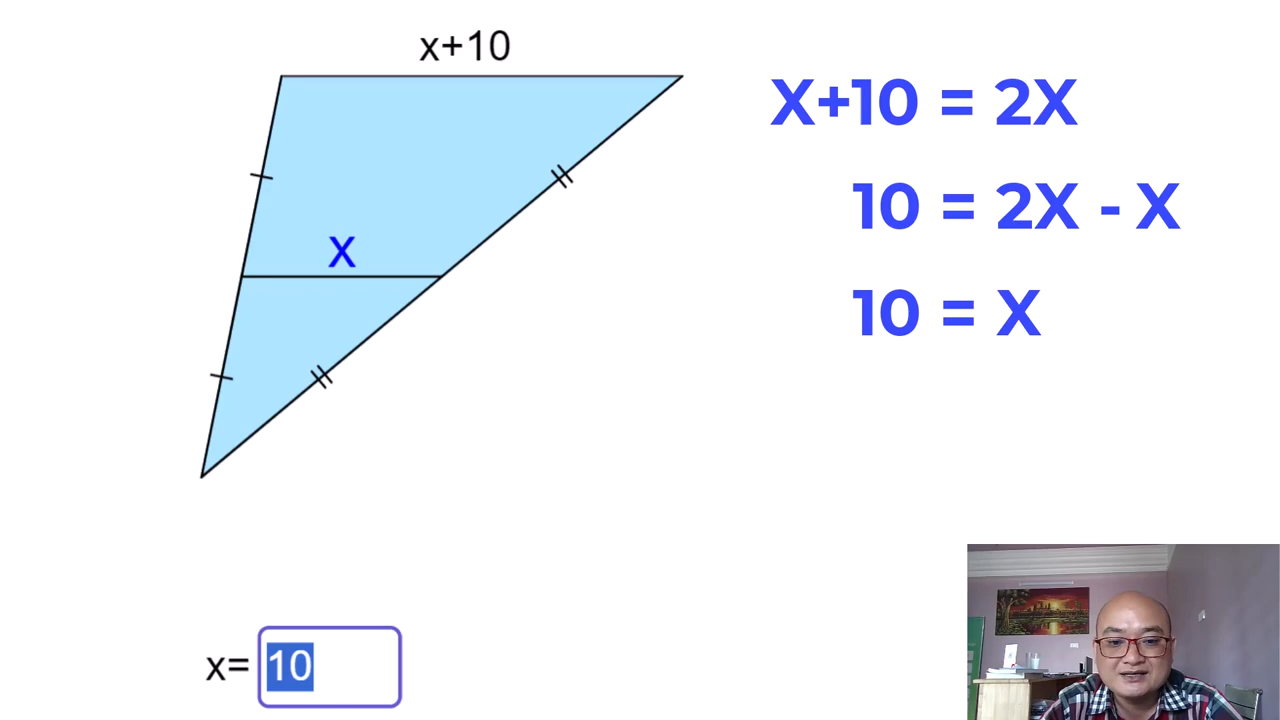 x+10
X+10 = 2X
10 = 2X - X
X
10 = X
x= 10